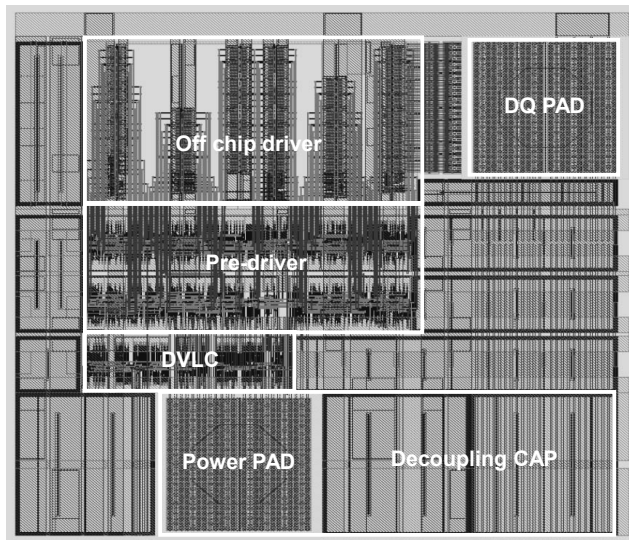 DQ PAD
Off chip driver
Pre-driver
DVLC
Power PAD
Decoupling CAP